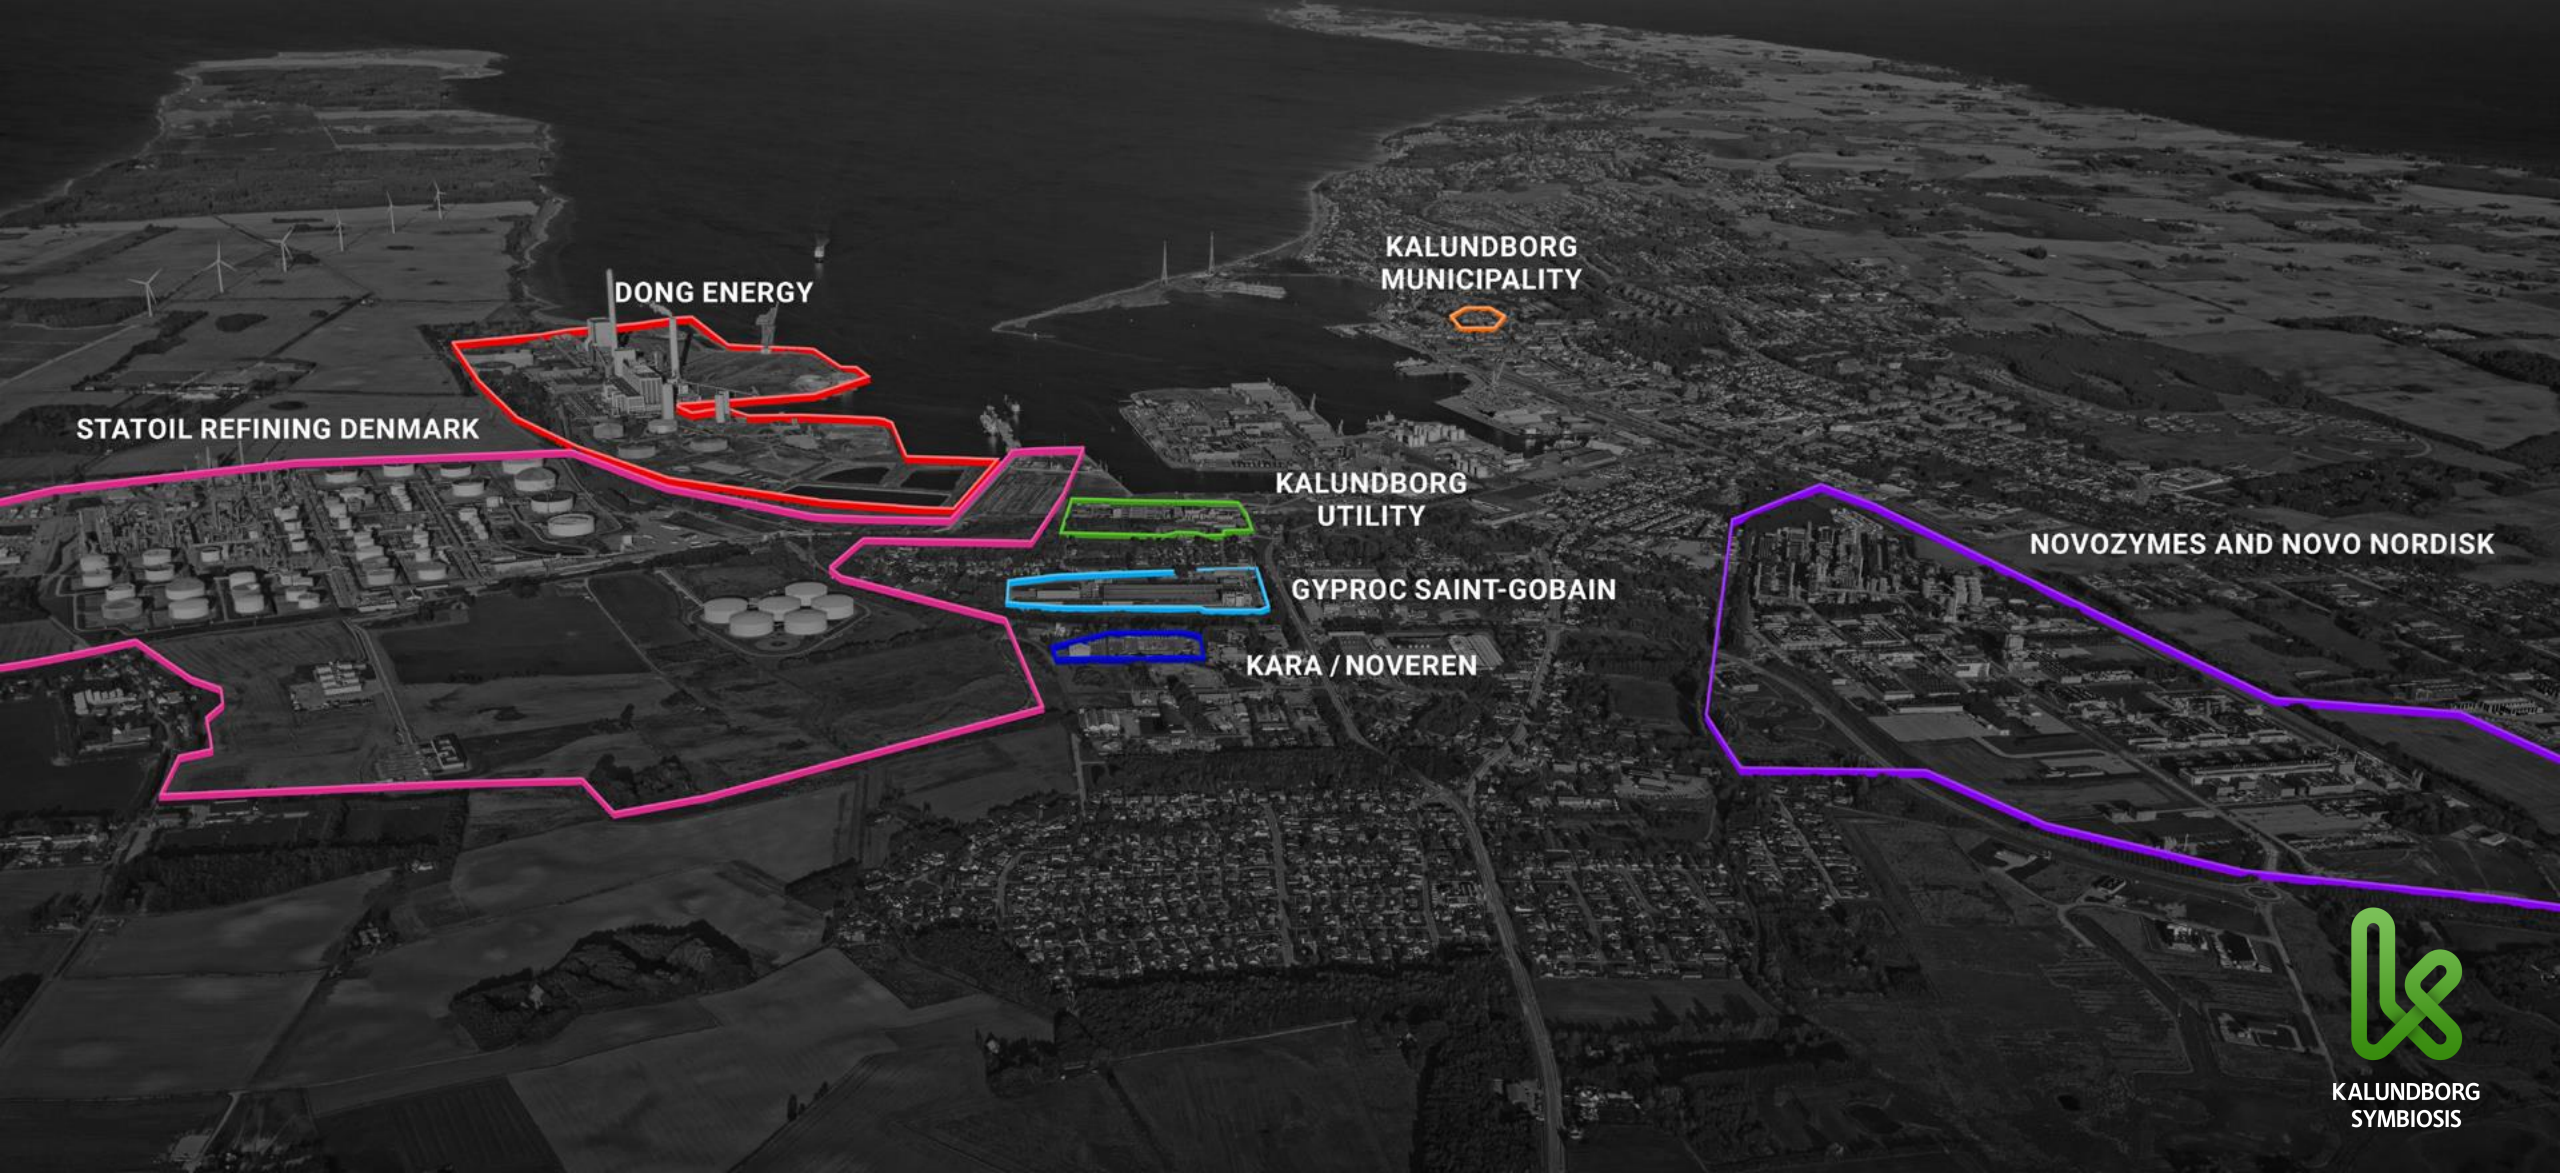 KALUNDBORG
MUNICIPALITY
DONG ENERGY
STATOIL REFINING DENMARK
KALUNDBORG
UTILITY
NOVOZYMES AND NOVO NORDISK
GYPROC SAINT-GOBAIN
KARA / NOVEREN
KALUNDBORG
SYMBIOSIS